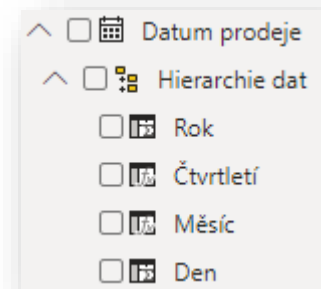 Datum prodeje
Hierarchie dat
Rok
Čtvrtletí
Měsíc
Den